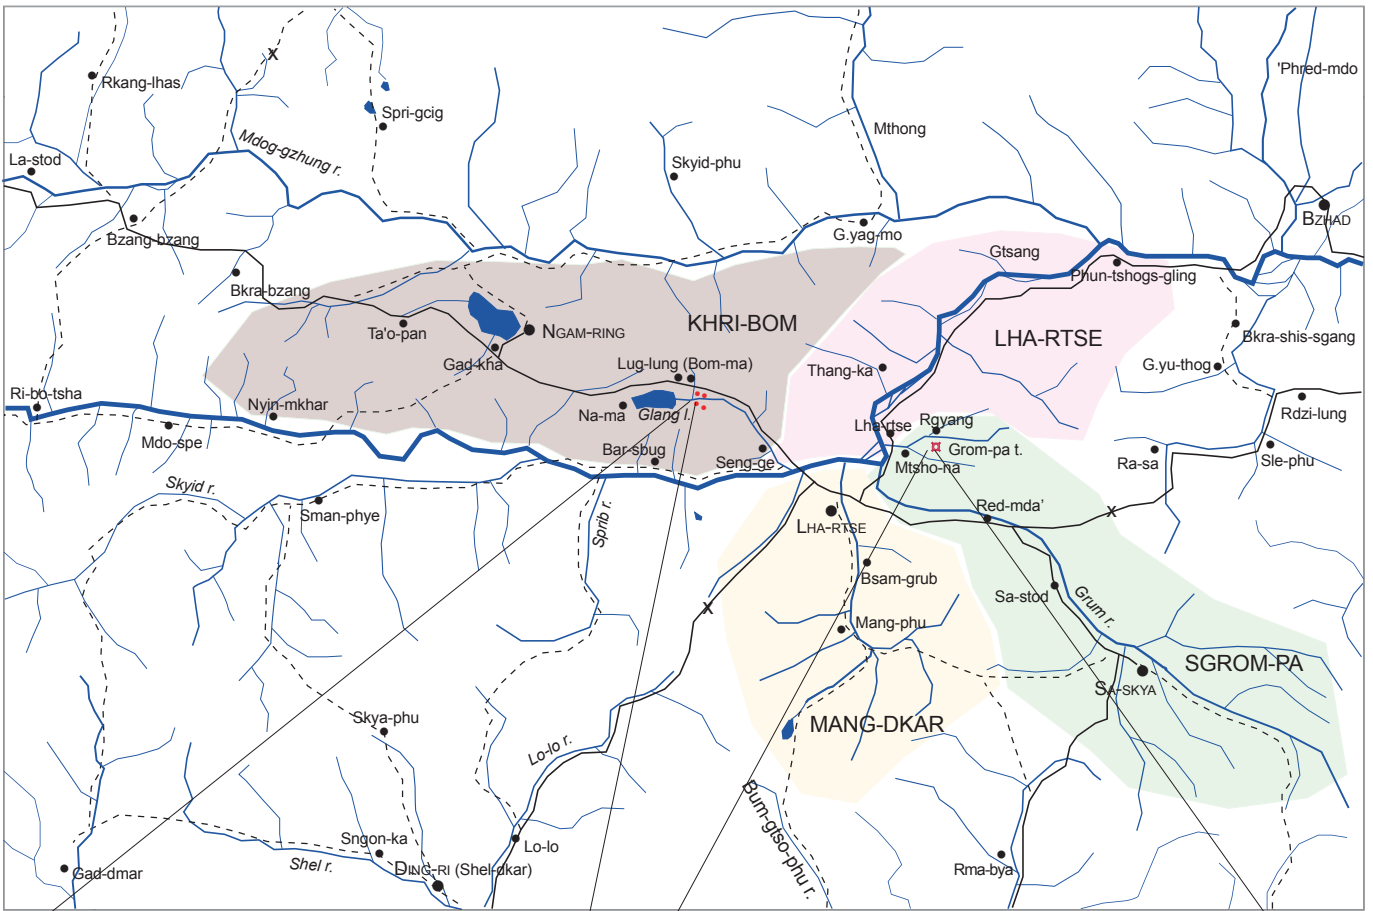 'Phred-mdo
Rkang-lhas
Spri-gcig
Mthong
Mdog-gzhung r.
La-stod
Skyid-phu
BZHAD
G.yag-mo
Bzang-bzang
Gtsang
Phun-tshogs-gling
Bkra-bzang
KHRI-BOM
Ta'o-pan
NGAM-RING
LHA-RTSE
Bkra-shis-sgang
Gad-kha
Lug-lung (Bom-ma)
Thang-ka
G.yu-thog
Ri-bo-tsha
Nyin-mkhar
Na-ma
Glang l.
Rdzi-lung
Mdo-spe
Lha-rtse
Rgyang
Bar-sbug
Seng-ge
Grom-pa t.
Mtsho-na
Ra-sa
Sle-phu
Skyid r.
Sman-phye
Sprib r.
LHA-RTSE
Red-mda'
x
x
x
Bsam-grub
Sa-stod
Grum r.
Mang-phu
SGROM-PA
SA-SKYA
Skya-phu
MANG-DKAR
Lo-lo r.
Bum-gtso-phu r.
Sngon-ka
Lo-lo
Shel r.
DING-RI (Shel-dkar)
Gad-dmar
Rma-bya